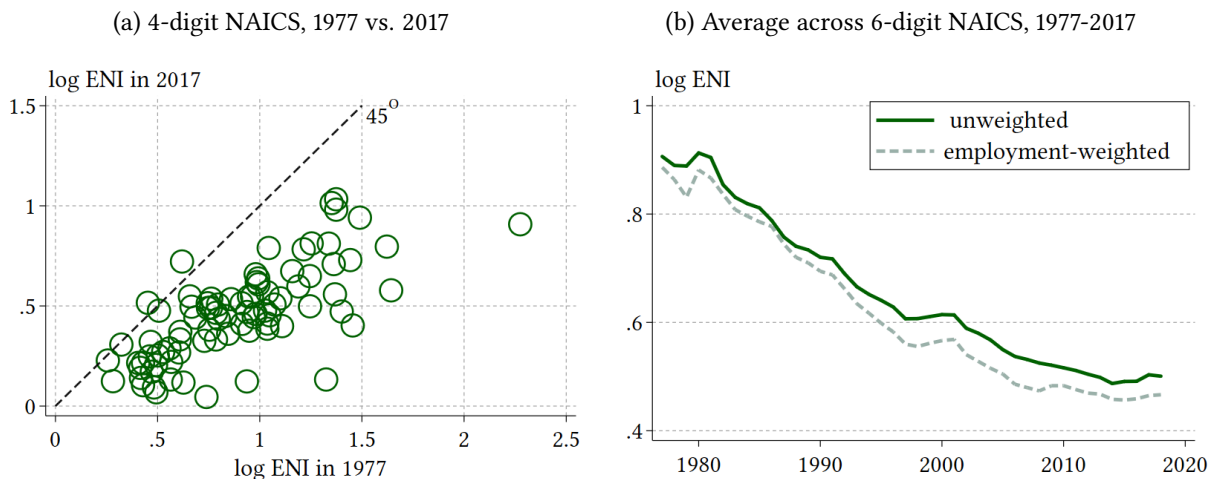 (a) 4-digit NAICS, 1977 vs. 2017
log ENI in 2017
1.5
1
.5
0
45°
0
.5
1
1.5
2
2.5
log ENI in 1977
(b) Average across 6-digit NAICS, 1977-2017
log ENI
1
.8
.6
.4
unweighted
employment-weighted
1980
1990
2000
2010
2020